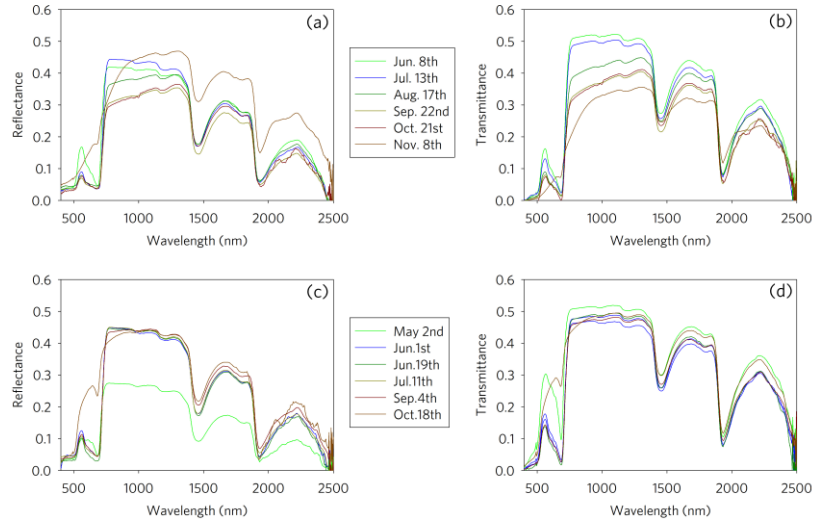 (a)
0.6
0.5
0.4
0.3
0.2
0.1
0.0
Reflectance
500 1000 1500 2000 2500
Wavelength (nm)
Jun. 8th
Jul. 13th
Aug. 17th
Sep. 22nd
Oct. 21st
Nov. 8th
(b)
0.6
0.5
0.4
0.3
0.2
0.1
0.0
Transmittance
500 1000 1500 2000 2500
Wavelength (nm)
(c)
0.6
0.5
0.4
0.3
0.2
0.1
0.0
Reflectance
500 1000 1500 2000 2500
Wavelength (nm)
May 2nd
Jun.1st
Jun.19th
Jul.11th
Sep.4th
Oct.18th
(d)
0.6
0.5
0.4
0.3
0.2
0.1
0.0
Transmittance
500 1000 1500 2000 2500
Wavelength (nm)